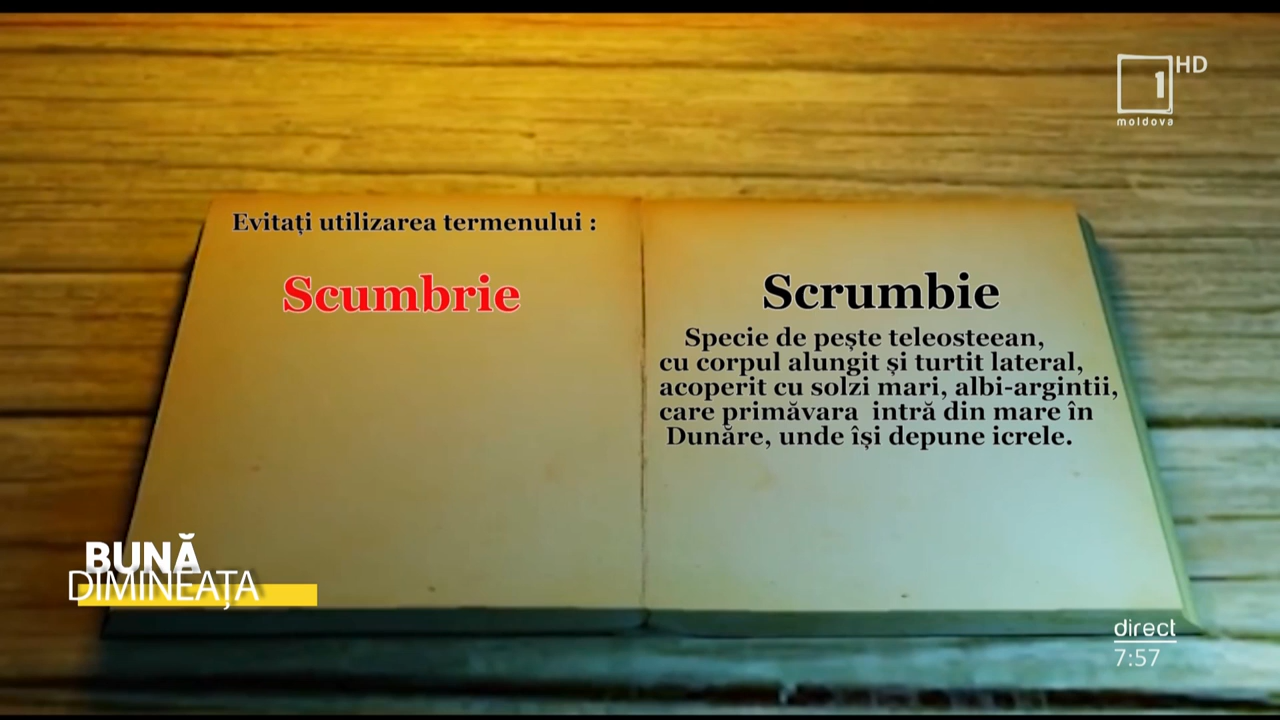 1 HD
moldova
Evitați utilizarea termenului :
Scumbrie
Scrumbie
Specie de pește teleosteean,
cu corpul alungit și turtit lateral,
acoperit cu solzi mari, albi-argintii,
care primăvara intră din mare în
Dunăre, unde își depune icrele.
BUNĂ
DIMINEAȚA
direct
7:57